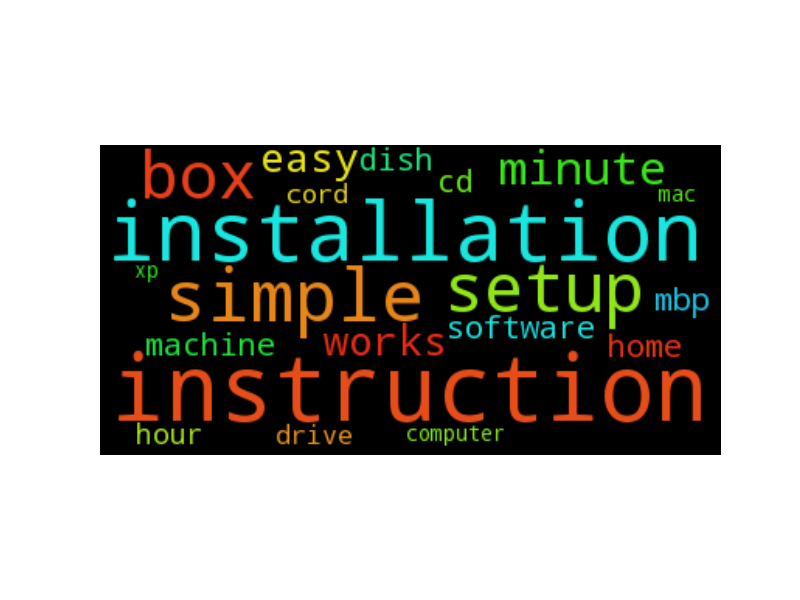 box easy dish cd minute
cord mac
installation
xp simple setup mbp
machine works software home
instruction
hour drive computer